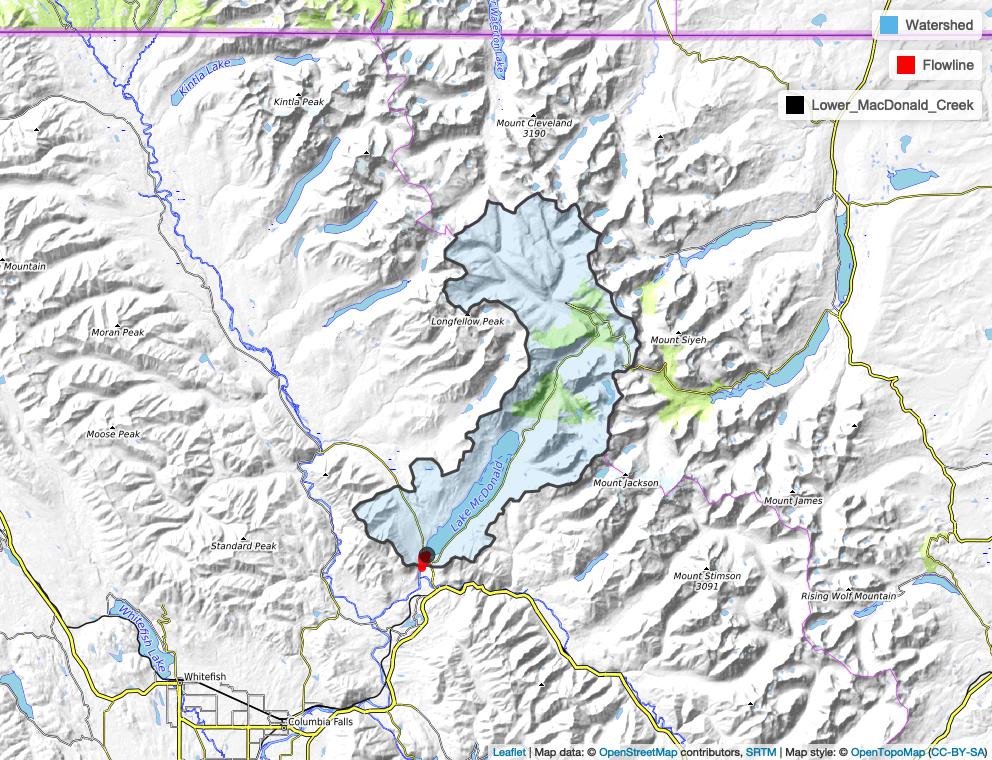 Watershed
Flowline
Lower_MacDonald_Creek
Waterton Lake
Kintla Lake
Kintla Peak
Mount Cleveland
3190
Mountain
Longfellow Peak
Moran Peak
Mount Siyeh
Moose Peak
Lake McDonald
Mount Jackson
Mount James
Standard Peak
Mount Stimson
3091
Rising Wolf Mountain
Whitefish Lake
Whitefish
Columbia Falls
Leaflet | Map data: © OpenStreetMap contributors, SRTM | Map style: © OpenTopoMap (CC-BY-SA)